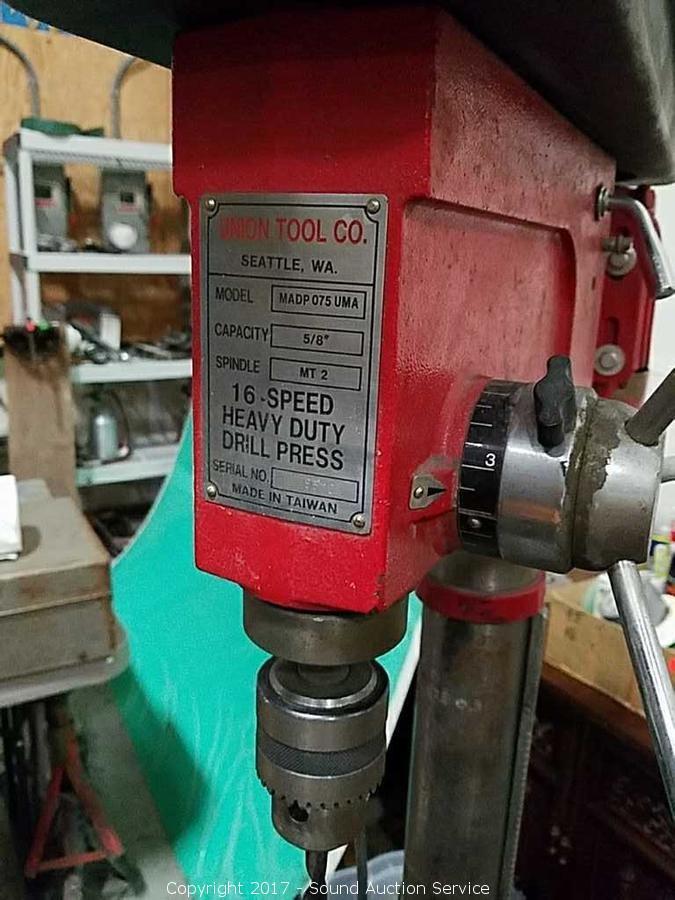 UNION TOOL CO.
SEATTLE, WA.
MODEL MADP 075 UMA
CAPACITY 5/8"
SPINDLE MT 2
16-SPEED
HEAVY DUTY
DRILL PRESS
SERIAL NO.
MADE IN TAIWAN
3
Copyright 2017 - Sound Auction Service